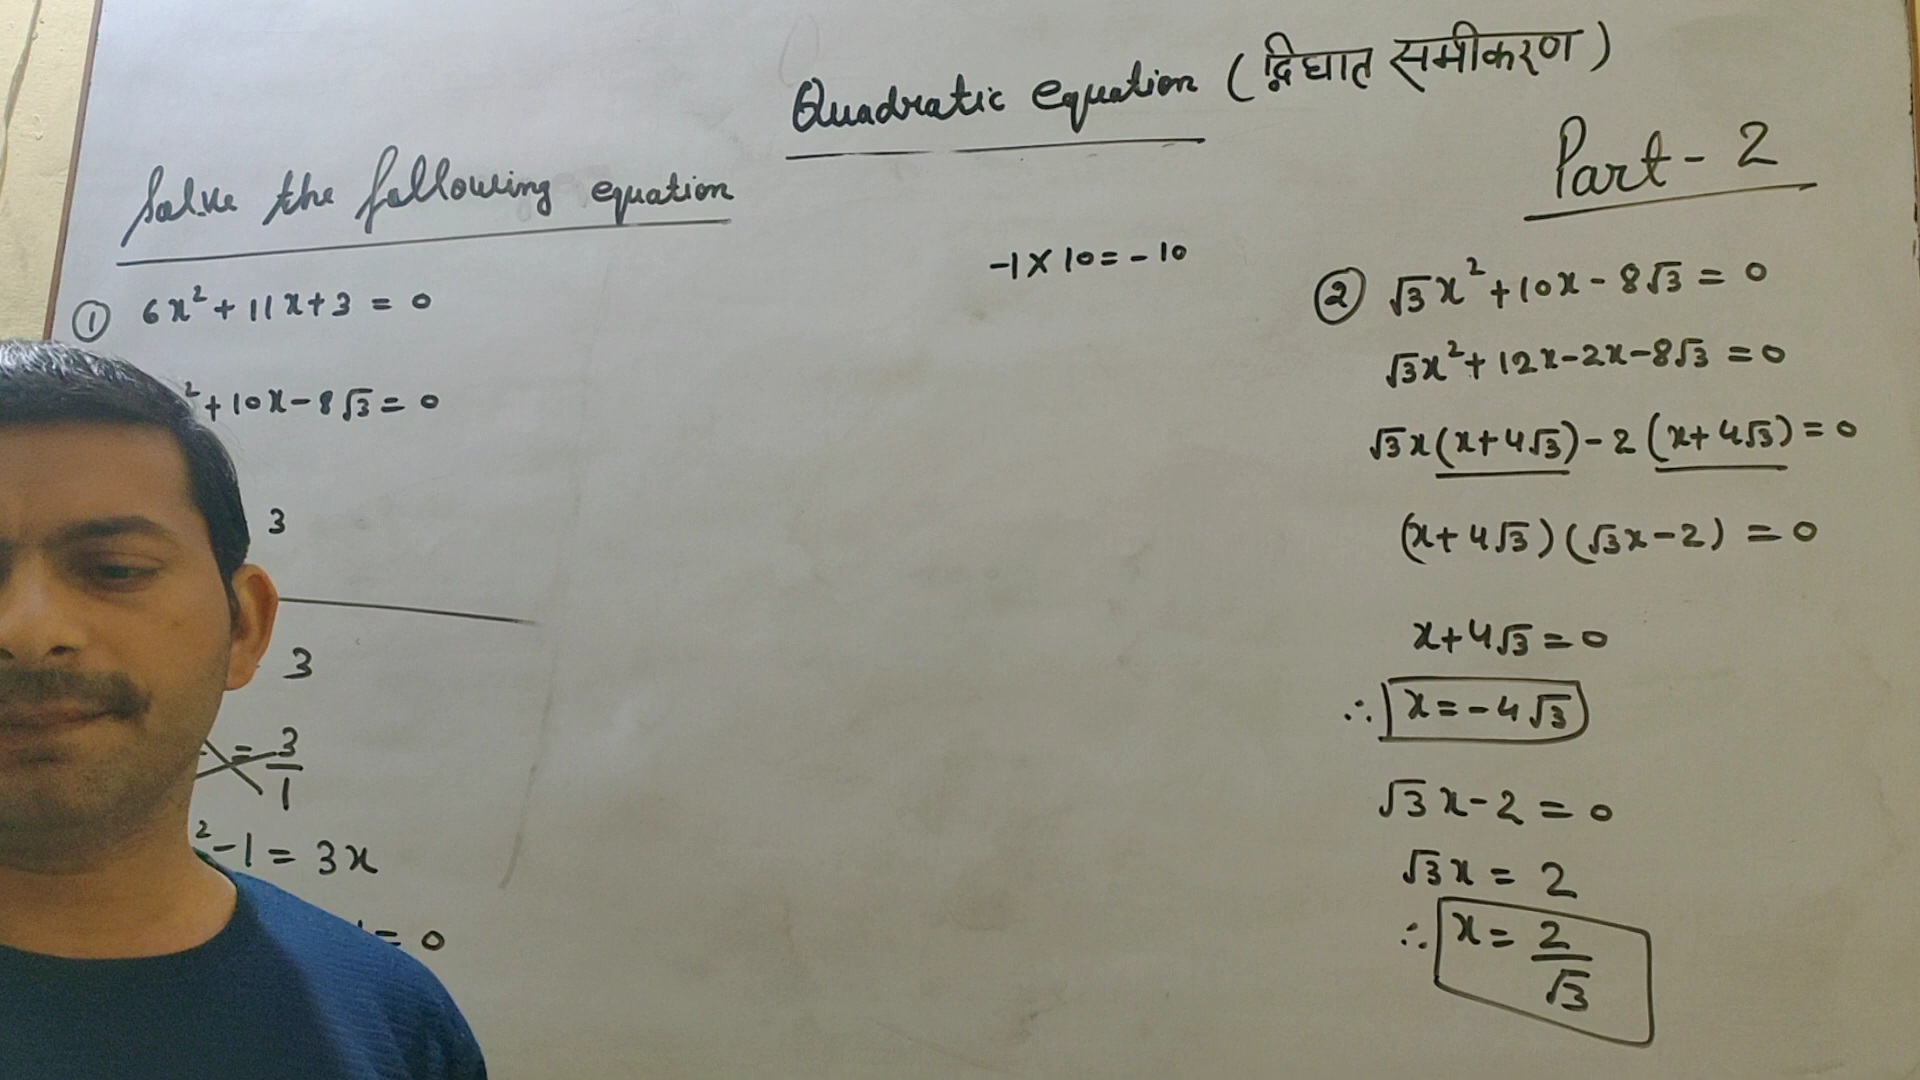 Quadratic equation (द्विघात समीकरण)
Part - 2
Solve the following equation
① 6x² + 11x + 3 = 0
² + 10x - 8√3 = 0
3
3
= 3/1
² - 1 = 3x
= 0
-1 × 10 = - 10
② √3x² + 10x - 8√3 = 0
√3x² + 12x - 2x - 8√3 = 0
√3x(x + 4√3) - 2(x + 4√3) = 0
(x + 4√3)(√3x - 2) = 0
x + 4√3 = 0
∴ x = - 4√3
√3x - 2 = 0
√3x = 2
∴ x = 2/√3